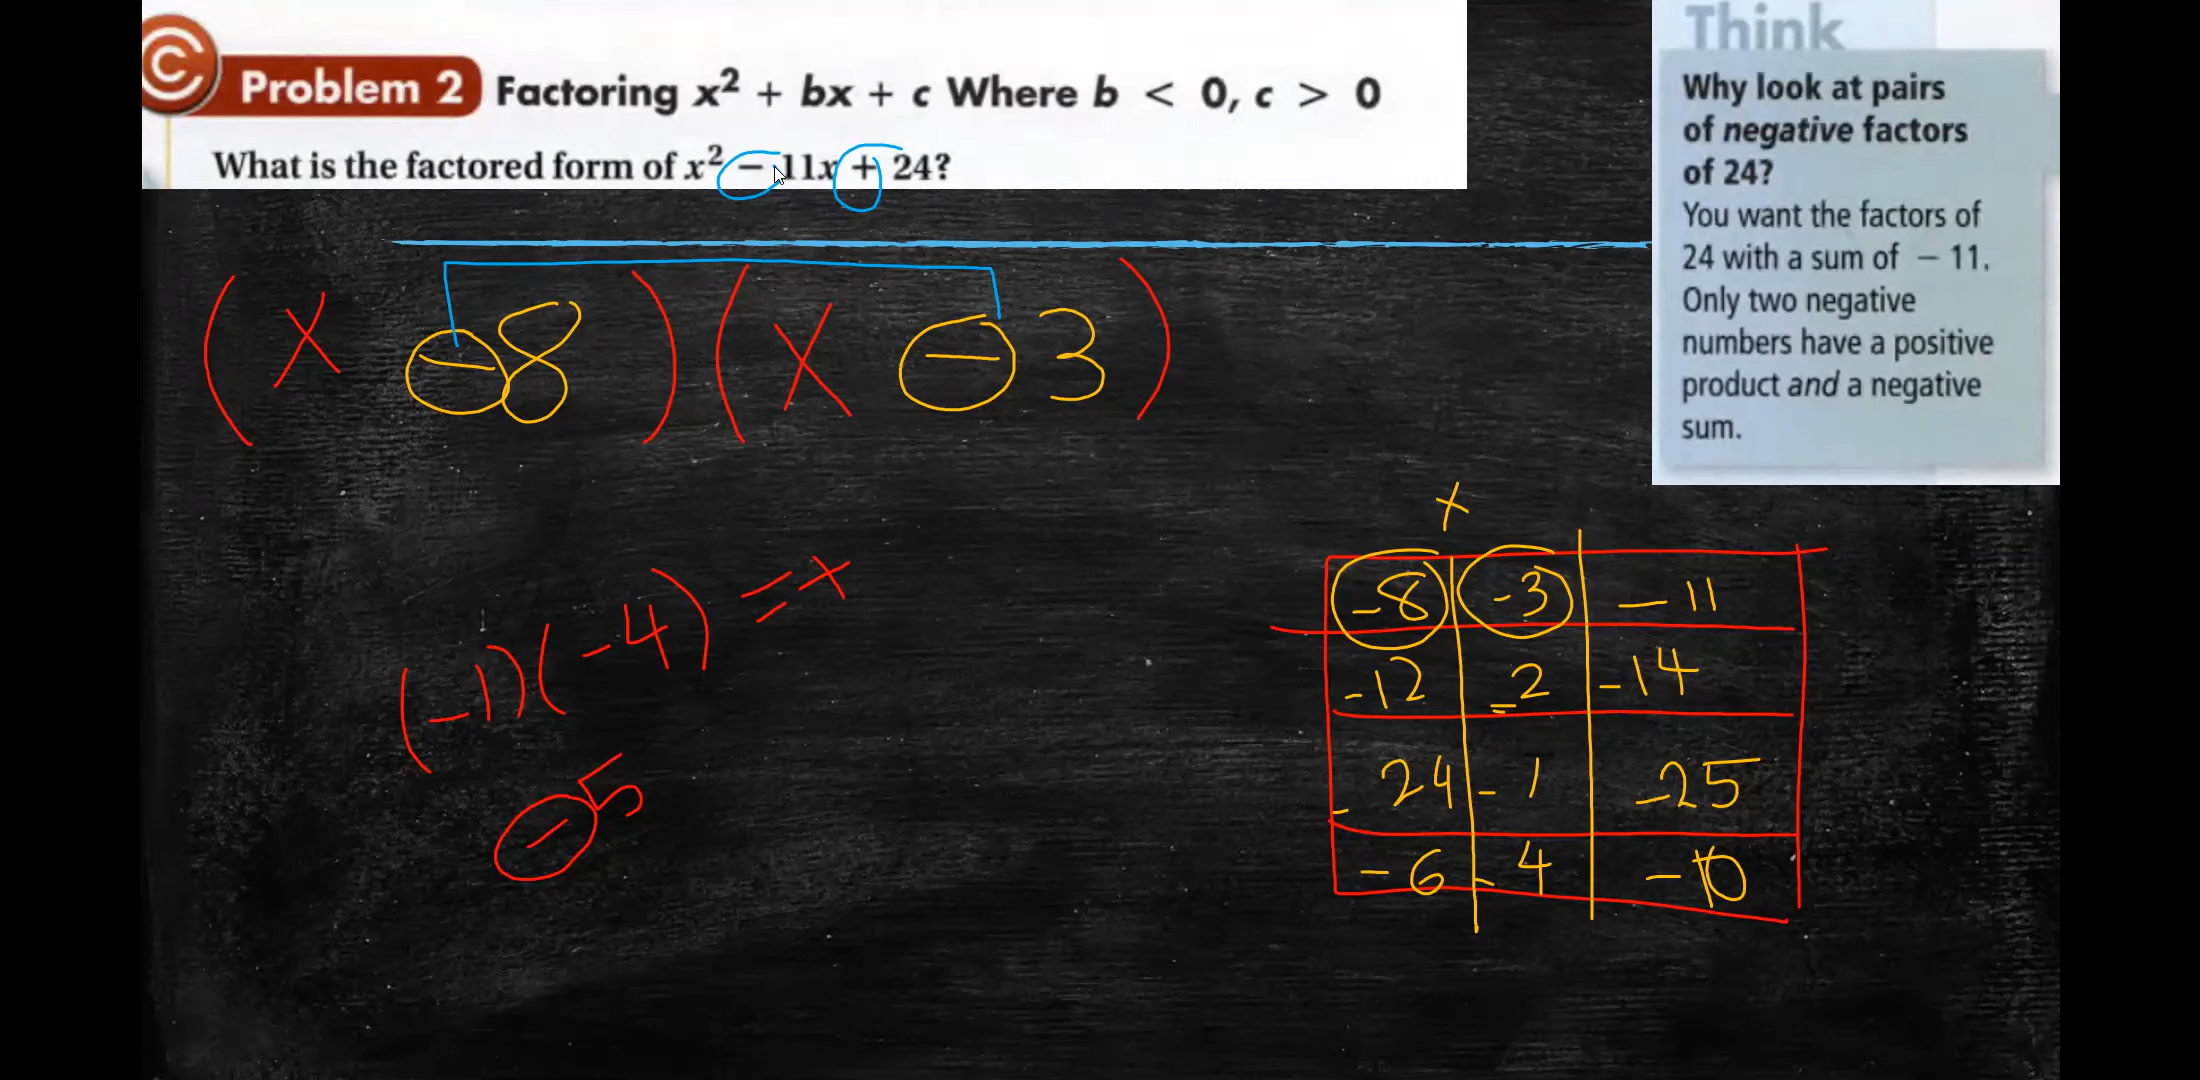 C Problem 2 Factoring x² + bx + c Where b < 0, c > 0
What is the factored form of x² − 11x + 24?
Think
Why look at pairs
of negative factors
of 24?
You want the factors of
24 with a sum of − 11.
Only two negative
numbers have a positive
product and a negative
sum.
(X −8)(X −3)
(-1)(-4) = +
-5
+
-8 -3 -11
-12 -2 -14
-24 -1 -25
-6 -4 -10